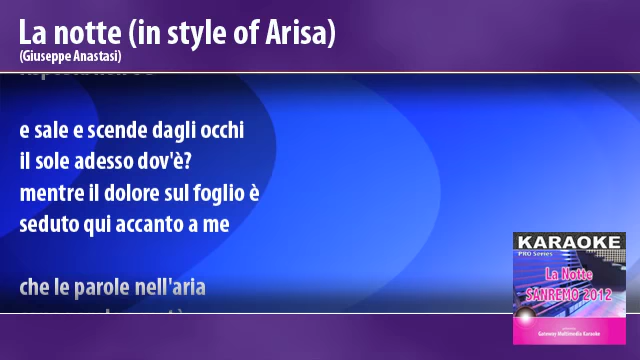 La notte (in style of Arisa)
(Giuseppe Anastasi)
e sale e scende dagli occhi
il sole adesso dov'è?
mentre il dolore sul foglio è
seduto qui accanto a me
che le parole nell'aria
KARAOKE
PRO Series
La Notte
SANREMO 2012
Gateway Multimedia Karaoke